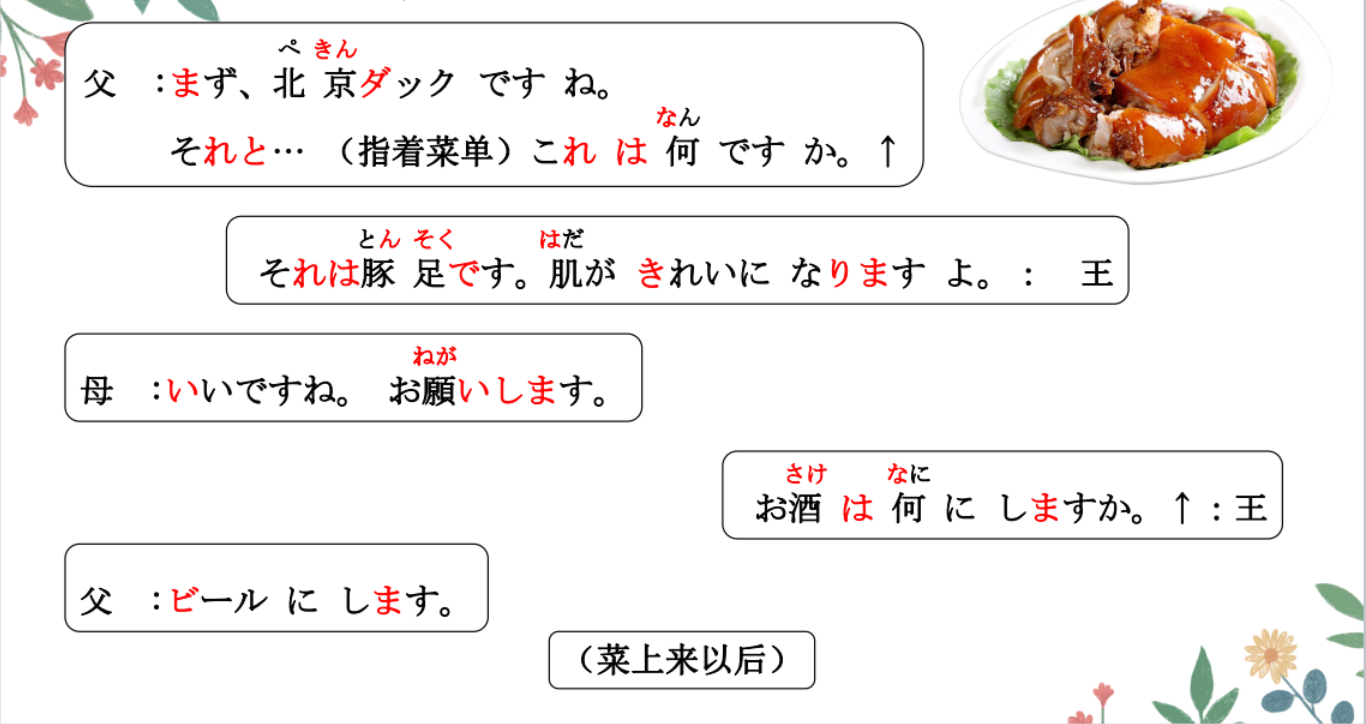 ぺ きん
父 :まず、北 京ダック です ね。
なん
それと… （指着菜单）これ は 何 です か。↑
とん そく はだ
それは豚 足です。肌が きれいに なります よ。: 王
ねが
母 :いいですね。 お願いします。
さけ なに
お酒 は 何 に しますか。↑:王
父 :ビール に します。
（菜上来以后）